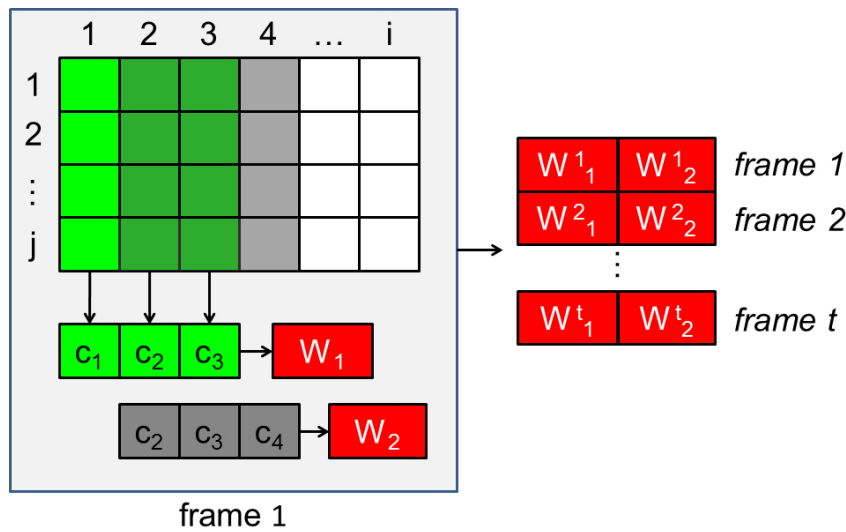 1 2 3 4 ... i
1
2
⋮
j
c₁ c₂ c₃ W₁
c₂ c₃ c₄ W₂
frame 1
W¹₁ W¹₂ frame 1
W²₁ W²₂ frame 2
⋮
Wᵗ₁ Wᵗ₂ frame t